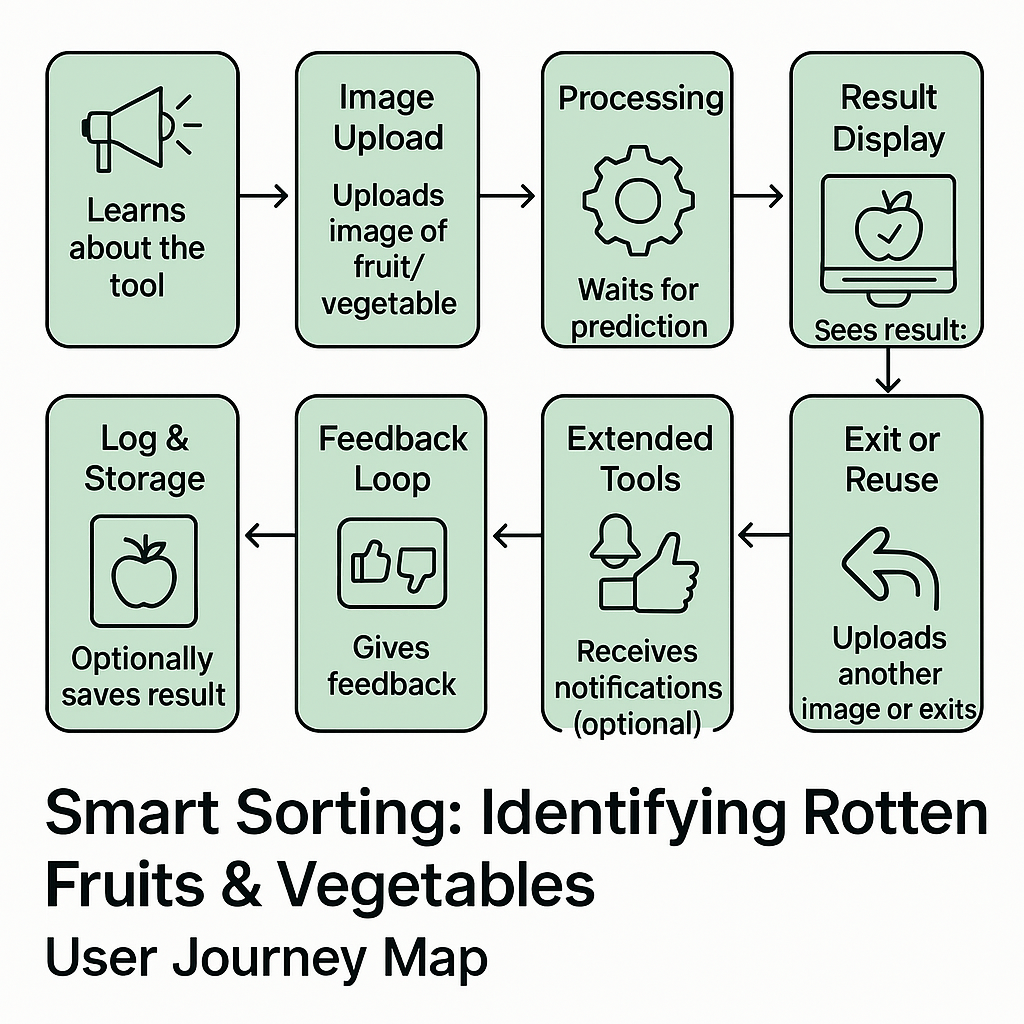 Learns
about the
tool
Image
Upload
Uploads
image of
fruit/
vegetable
Processing
Waits for
prediction
Result
Display
Sees result:
Log &
Storage
Optionally
saves result
Feedback
Loop
Gives
feedback
Extended
Tools
Receives
notifications
(optional)
Exit or
Reuse
Uploads
another
image or exits
Smart Sorting: Identifying Rotten
Fruits & Vegetables
User Journey Map